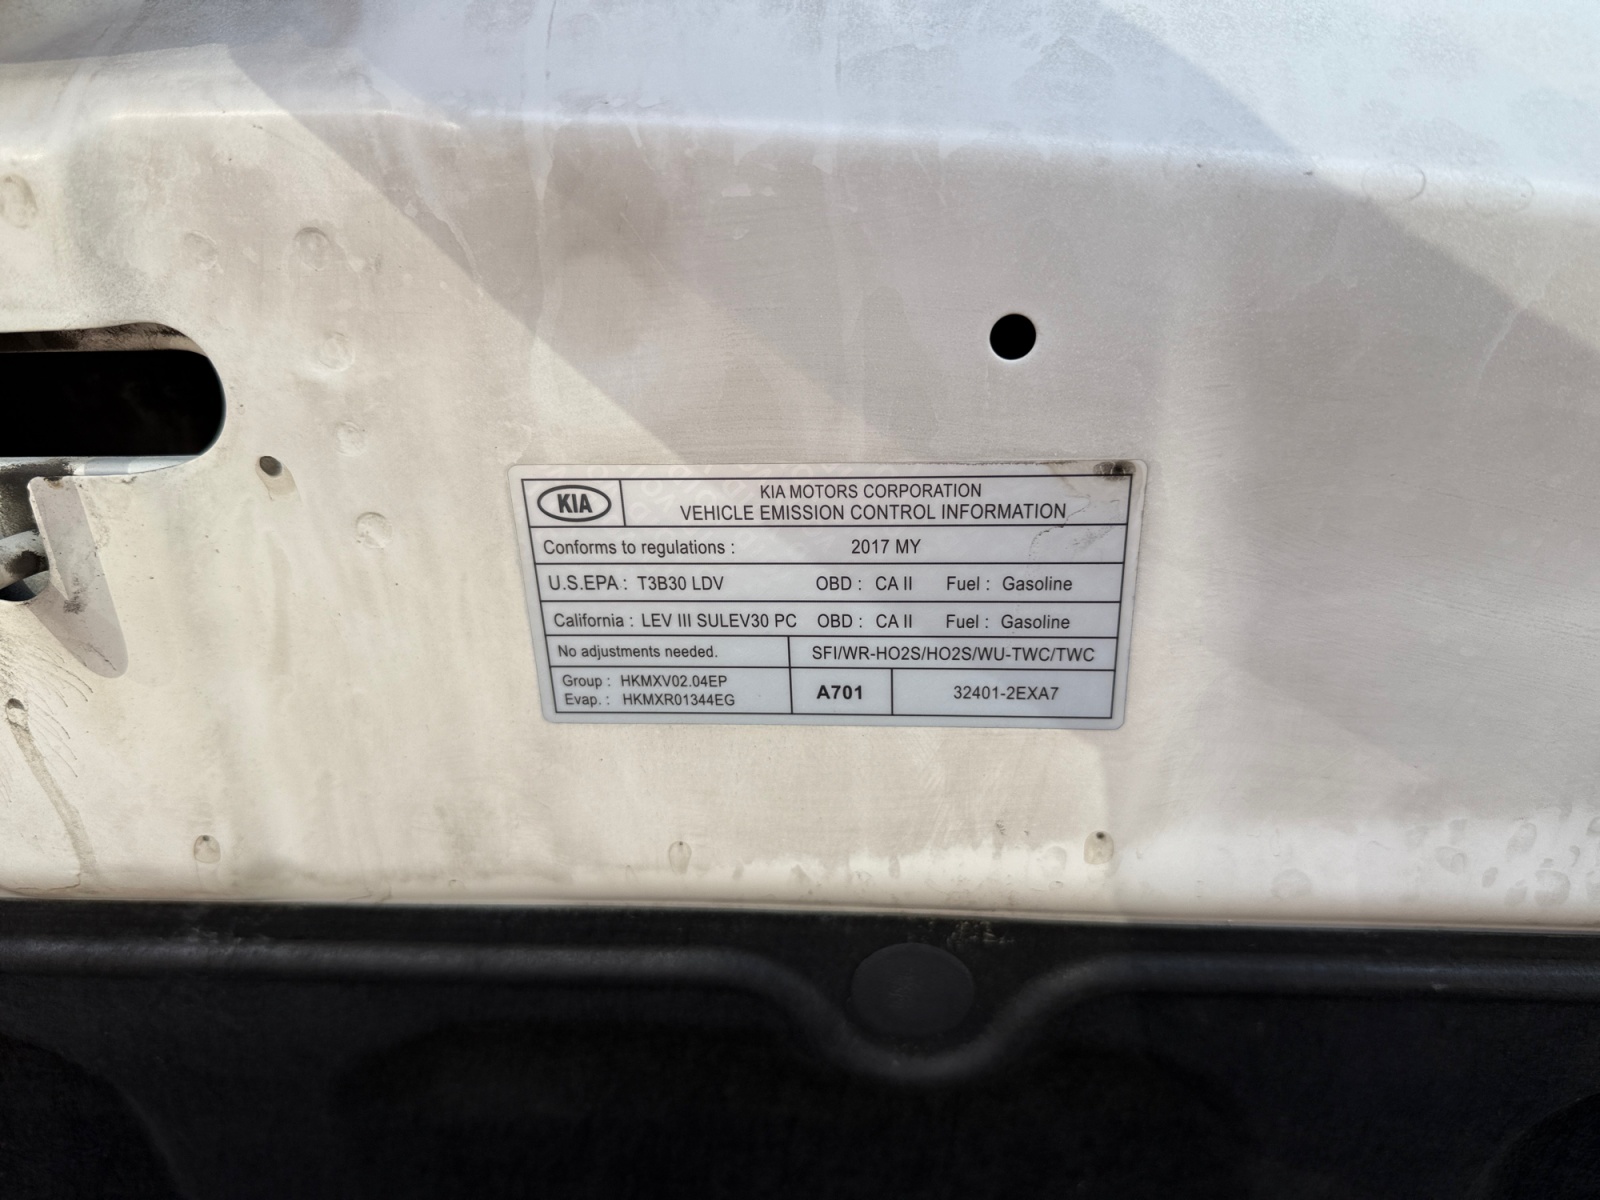 KIA
KIA MOTORS CORPORATION
VEHICLE EMISSION CONTROL INFORMATION
Conforms to regulations : 2017 MY
U.S.EPA : T3B30 LDV OBD : CA II Fuel : Gasoline
California : LEV III SULEV30 PC OBD : CA II Fuel : Gasoline
No adjustments needed. SFI/WR-HO2S/HO2S/WU-TWC/TWC
Group : HKMXV02.04EP
Evap. : HKMXR01344EG
A701
32401-2EXA7